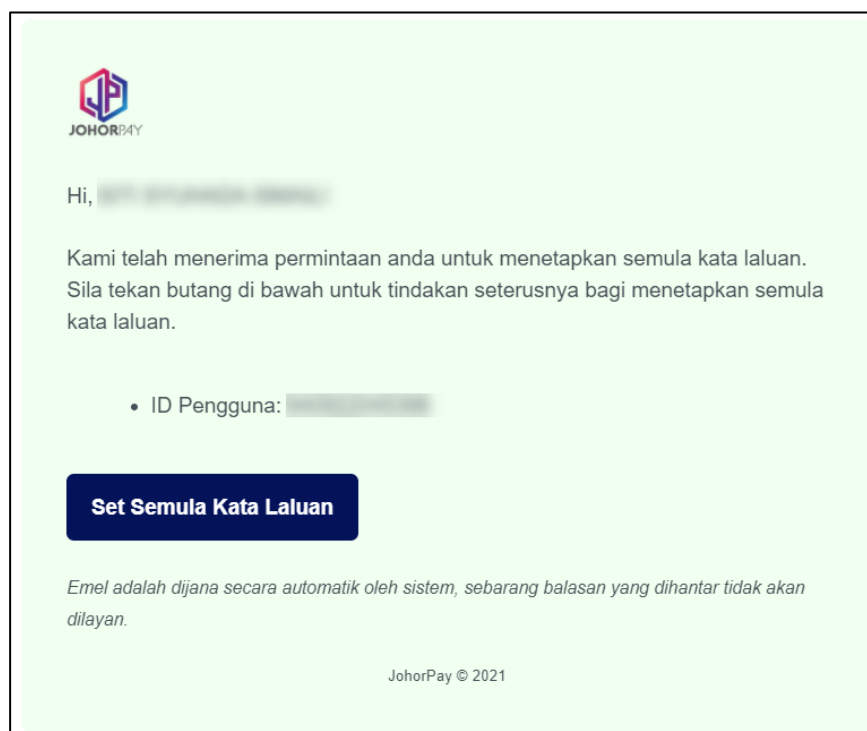 JP
JOHORPAY
Hi,
Kami telah menerima permintaan anda untuk menetapkan semula kata laluan.
Sila tekan butang di bawah untuk tindakan seterusnya bagi menetapkan semula
kata laluan.
• ID Pengguna:
Set Semula Kata Laluan
Emel adalah dijana secara automatik oleh sistem, sebarang balasan yang dihantar tidak akan
dilayan.
JohorPay © 2021